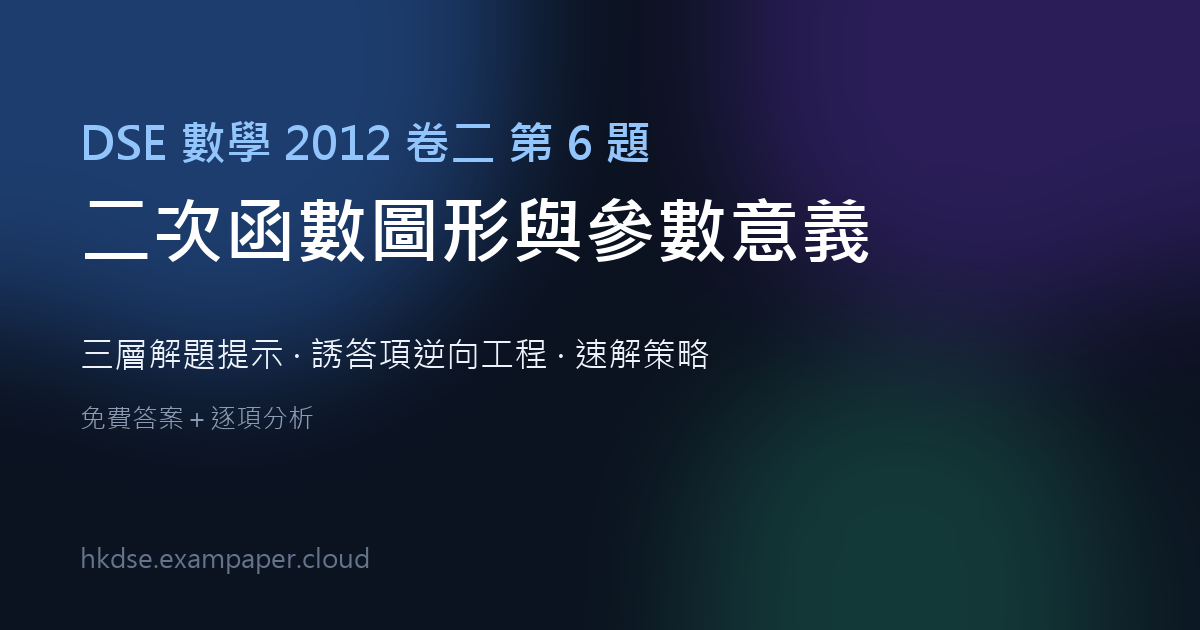 DSE 數學 2012 卷二 第 6 題
二次函數圖形與參數意義
三層解題提示 · 誘答項逆向工程 · 速解策略
免費答案 + 逐項分析
hkdse.exampaper.cloud